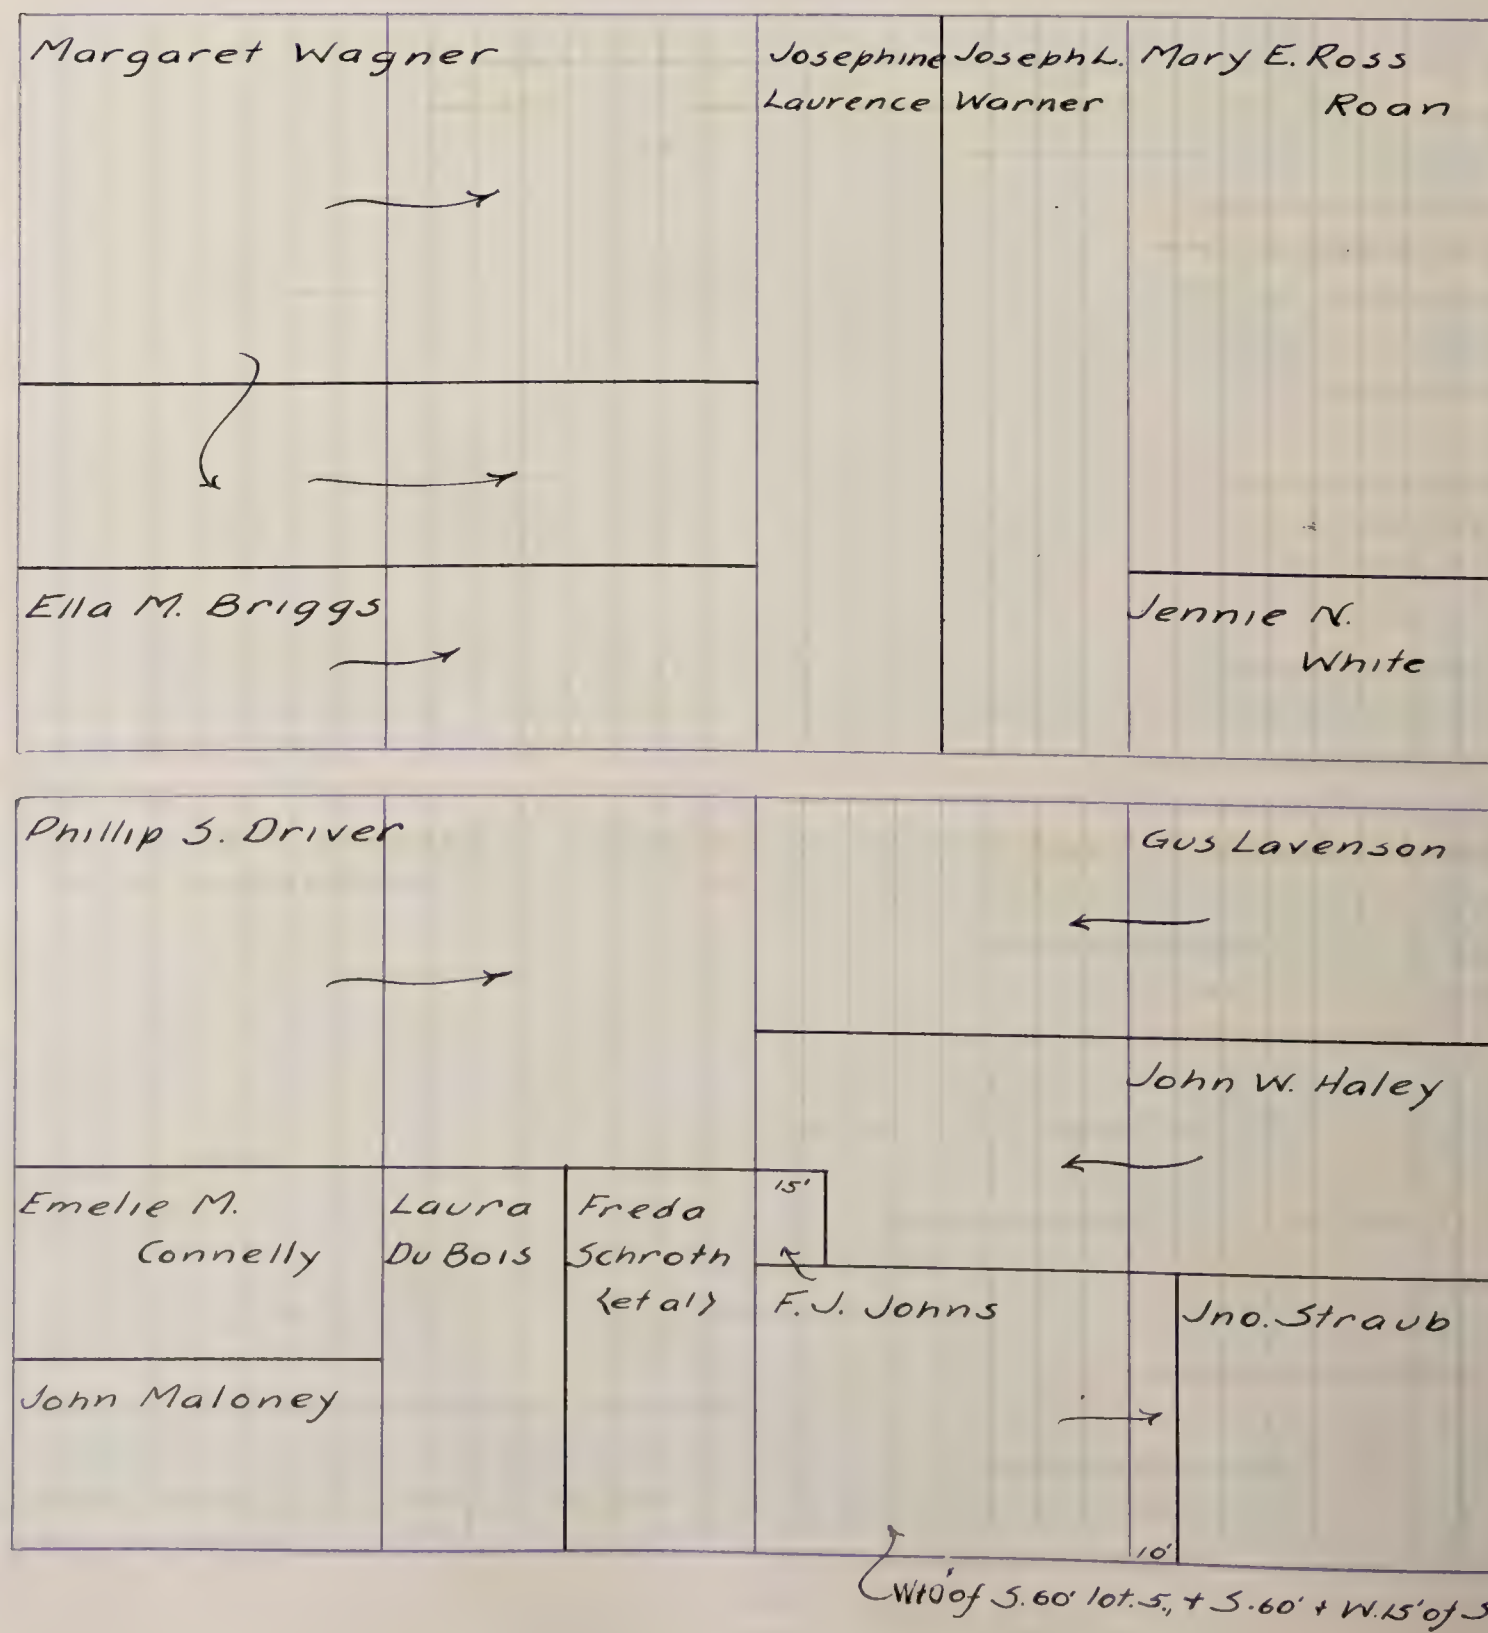 Margaret Wagner
Josephine
Laurence
Joseph L.
Warner
Mary E. Ross
Roan
Ella M. Briggs
Jennie N.
White
Phillip S. Driver
Gus Lavenson
John W. Haley
Emelie M.
Connelly
Laura
Du Bois
Freda
Schroth
(et al)
15'
F. J. Johns
Jno. Straub
John Maloney
10'
W10' of S.60' lot.5, + S.60' + W.15' of S